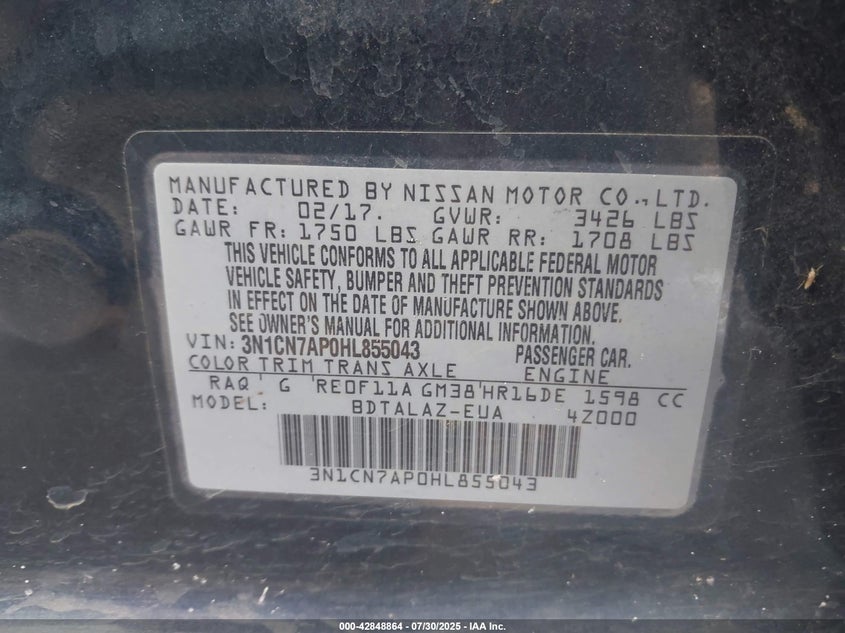 MANUFACTURED BY NISSAN MOTOR CO., LTD.
DATE: 02/17. GVWR: 3426 LBS
GAWR FR: 1750 LBS GAWR RR: 1708 LBS
THIS VEHICLE CONFORMS TO ALL APPLICABLE FEDERAL MOTOR
VEHICLE SAFETY, BUMPER AND THEFT PREVENTION STANDARDS
IN EFFECT ON THE DATE OF MANUFACTURE SHOWN ABOVE.
SEE OWNER'S MANUAL FOR ADDITIONAL INFORMATION.
VIN: 3N1CN7AP0HL855043 PASSENGER CAR.
COLOR TRIM TRANS AXLE ENGINE
RAQ ' G 'RE0F11A GM38'HR16DE 1598 CC
MODEL: BDTALAZ-EUA 4Z000
3N1CN7AP0HL855043
000-42848864 / 07/30/2025 - IAA Inc.